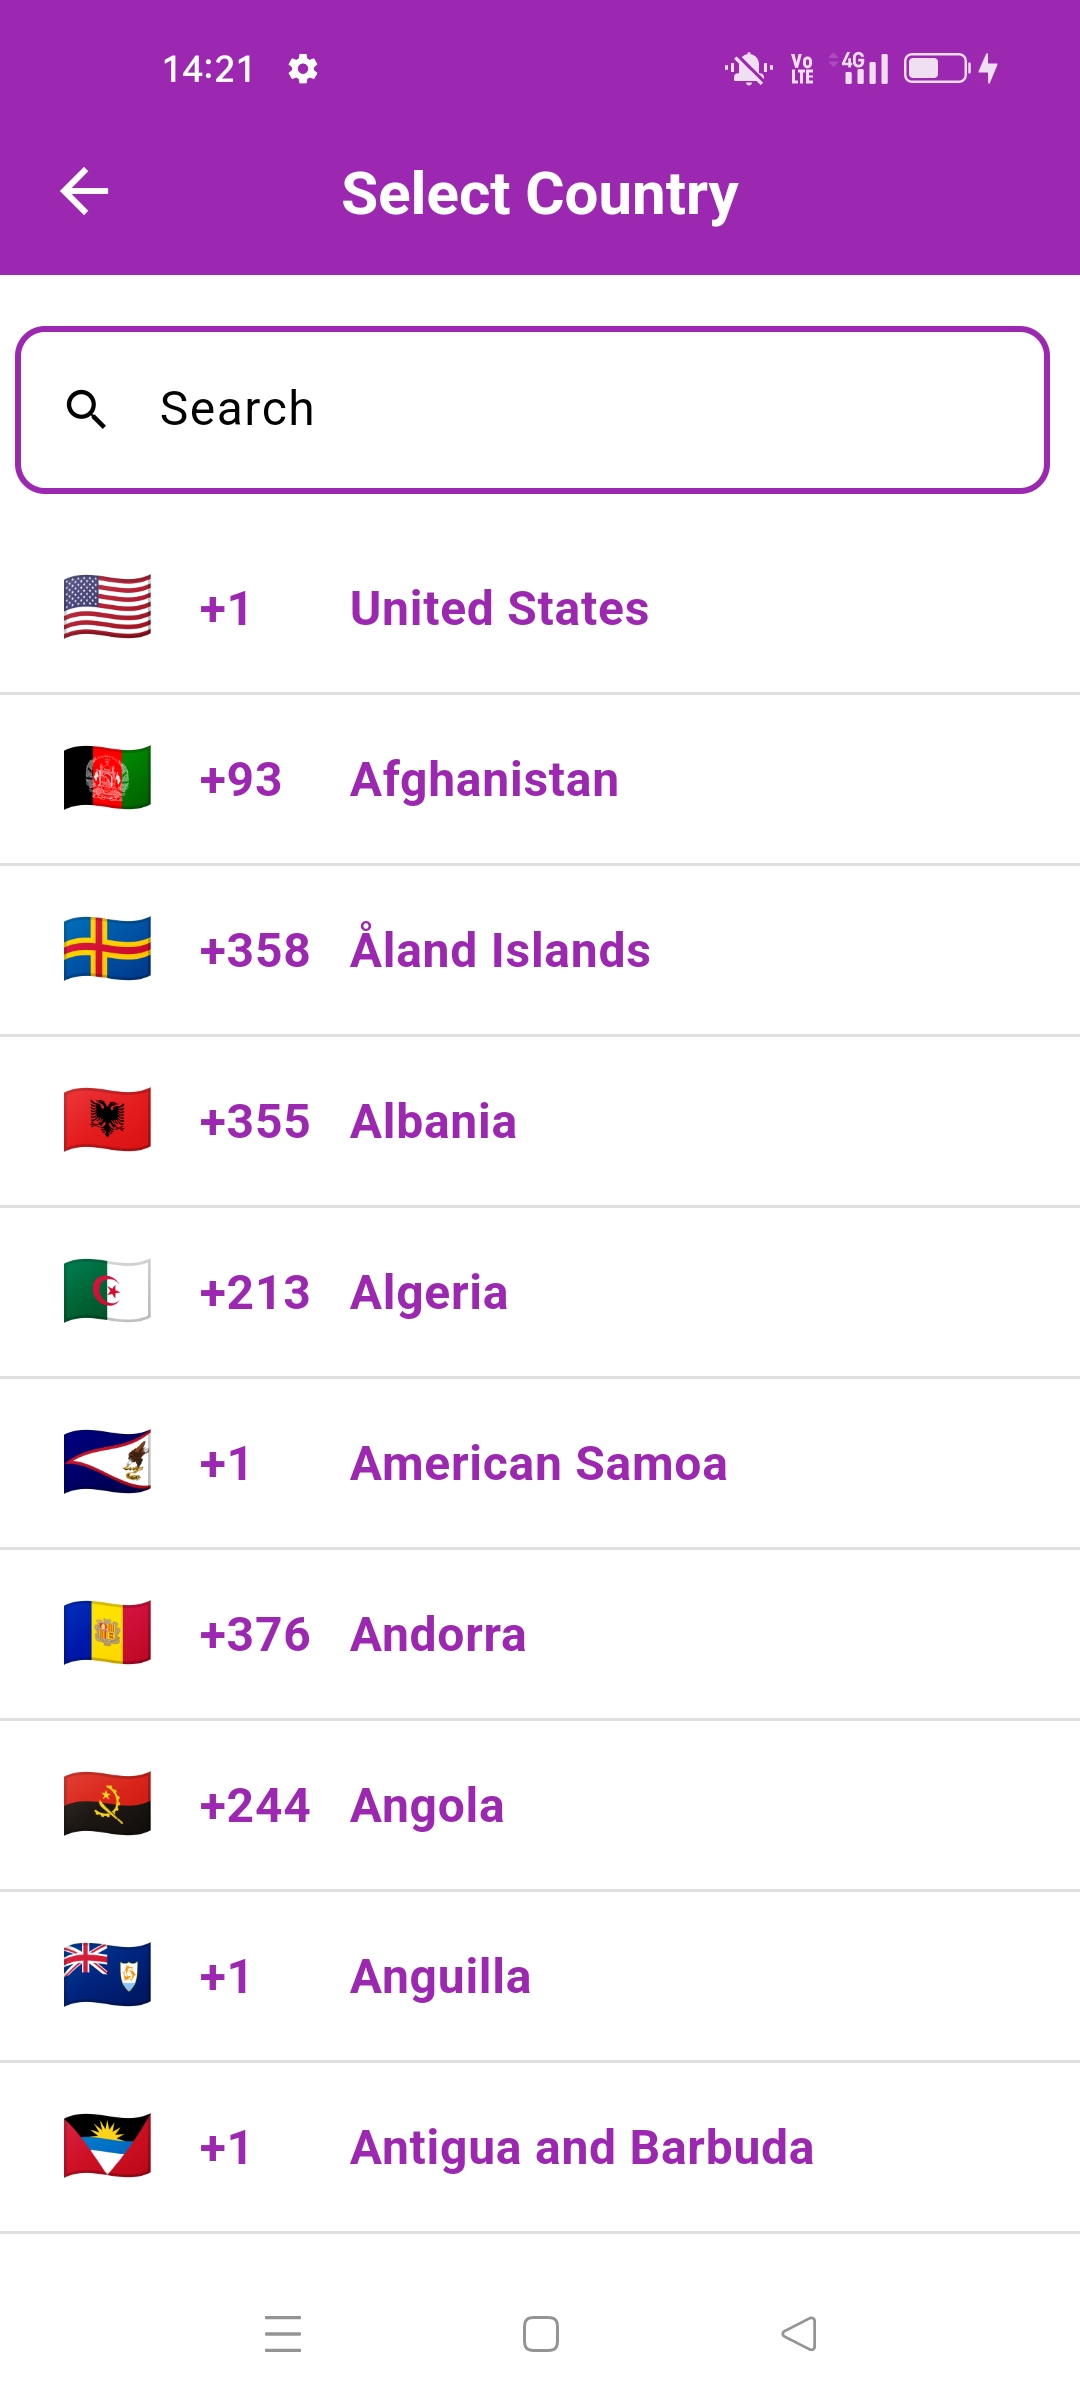 14:21 Vo LTE 4G
Select Country
Search
+1 United States
+93 Afghanistan
+358 Åland Islands
+355 Albania
+213 Algeria
+1 American Samoa
+376 Andorra
+244 Angola
+1 Anguilla
+1 Antigua and Barbuda